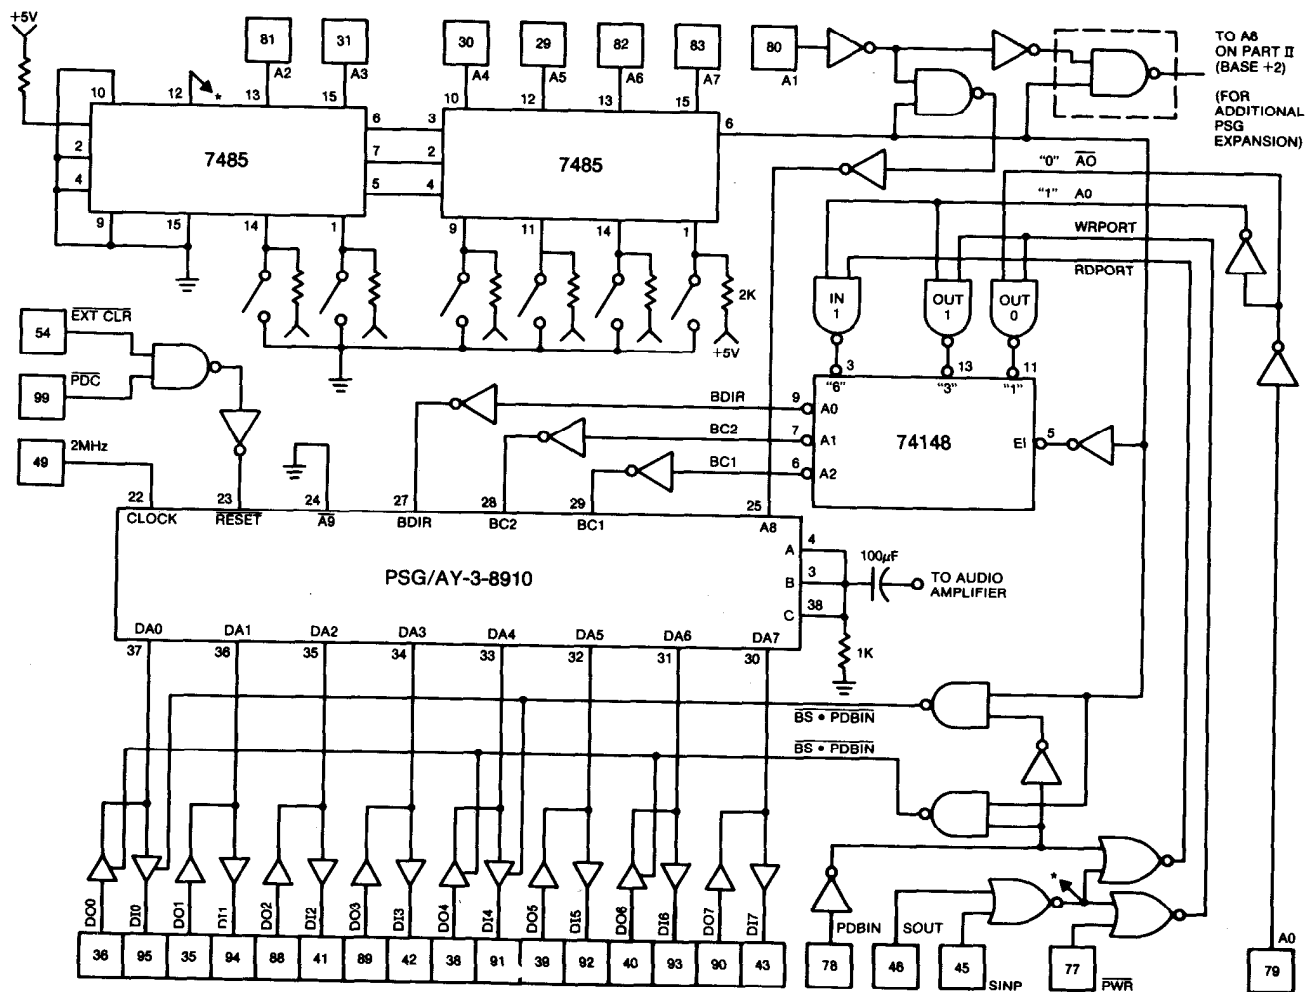 +5V
81
A2
31
A3
30
A4
29
A5
82
A6
83
A7
80
A1
TO A8
ON PART II
(BASE +2)
(FOR
ADDITIONAL
PSG
EXPANSION)
10
12
*
13
15
10
12
13
15
2
4
7485
6
7
5
3
2
4
7485
6
9
15
14
1
9
11
14
1
2K
+5V
"0" A̅0̅
"1" A0
WRPORT
RDPORT
IN
1
OUT
1
OUT
0
3
13
11
"6"
"3"
"1"
54
EXT CLR
99
PDC
49
2MHz
BDIR
9
A0
BC2
7
A1
BC1
6
A2
74148
EI
5
22
23
24
27
28
29
25
CLOCK
RESET
A9
BDIR
BC2
BC1
A8
PSG/AY-3-8910
A
4
B
3
C
38
100µF
TO AUDIO
AMPLIFIER
1K
DA0
DA1
DA2
DA3
DA4
DA5
DA6
DA7
37
36
35
34
33
32
31
30
BS • PDBIN
BS • PDBIN
DO0
DI0
DO1
DI1
DO2
DI2
DO3
DI3
DO4
DI4
DO5
DI5
DO6
DI6
DO7
DI7
36
95
35
94
88
41
89
42
38
91
39
92
40
93
90
43
PDBIN
78
SOUT
46
45
SINP
*
77
PWR
A0
79